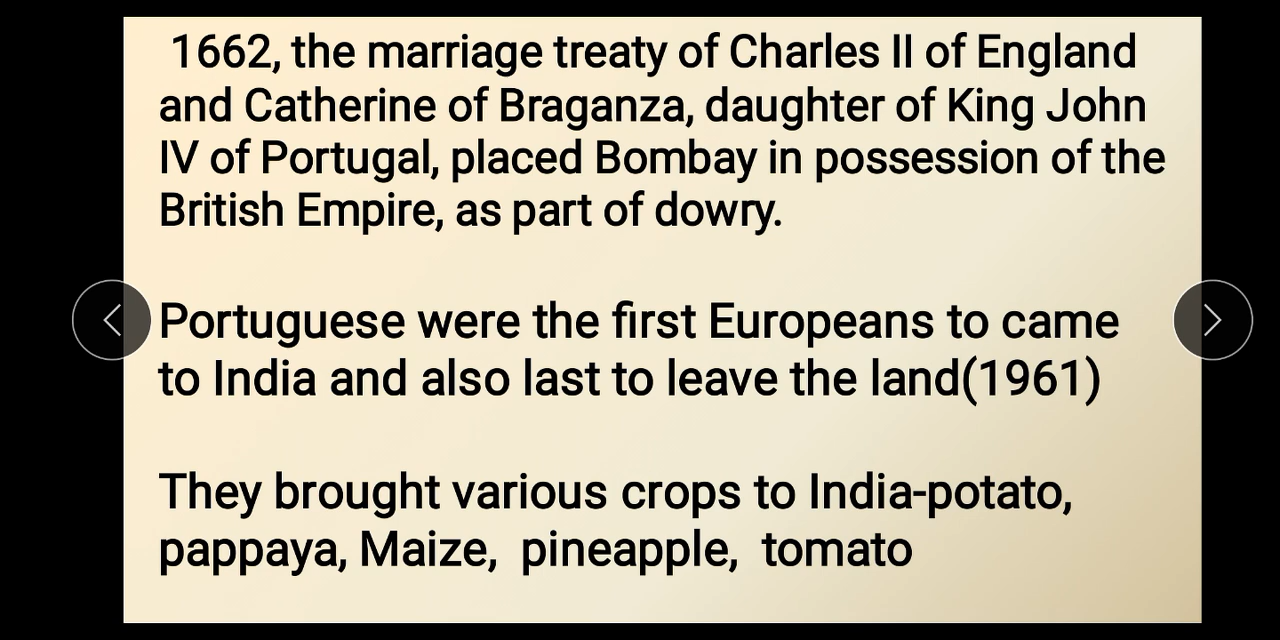 1662, the marriage treaty of Charles II of England
and Catherine of Braganza, daughter of King John
IV of Portugal, placed Bombay in possession of the
British Empire, as part of dowry.
Portuguese were the first Europeans to came
to India and also last to leave the land(1961)
They brought various crops to India-potato,
pappaya, Maize, pineapple, tomato